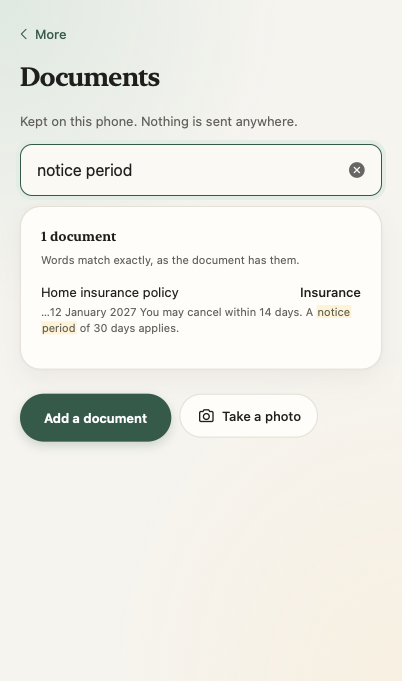 More
Documents
Kept on this phone. Nothing is sent anywhere.
notice period
1 document
Words match exactly, as the document has them.
Home insurance policy Insurance
...12 January 2027 You may cancel within 14 days. A notice
period of 30 days applies.
Add a document Take a photo